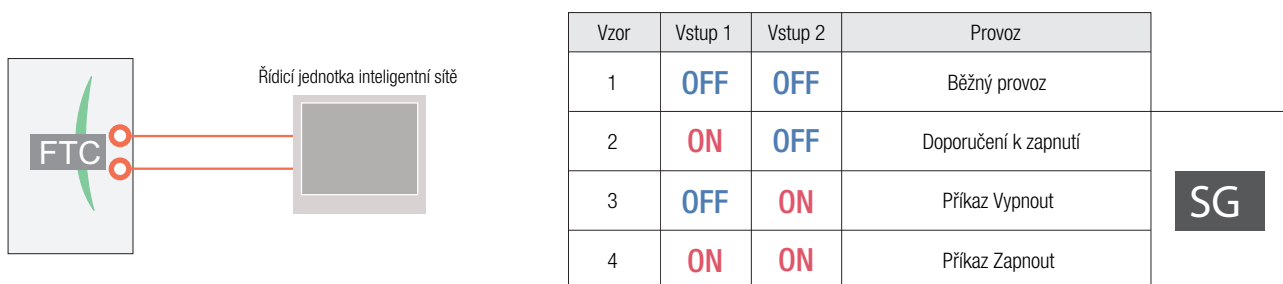 FTC
Řídicí jednotka inteligentní sítě
Vzor Vstup 1 Vstup 2 Provoz
1 OFF OFF Běžný provoz
2 ON OFF Doporučení k zapnutí
3 OFF ON Příkaz Vypnout
4 ON ON Příkaz Zapnout
SG